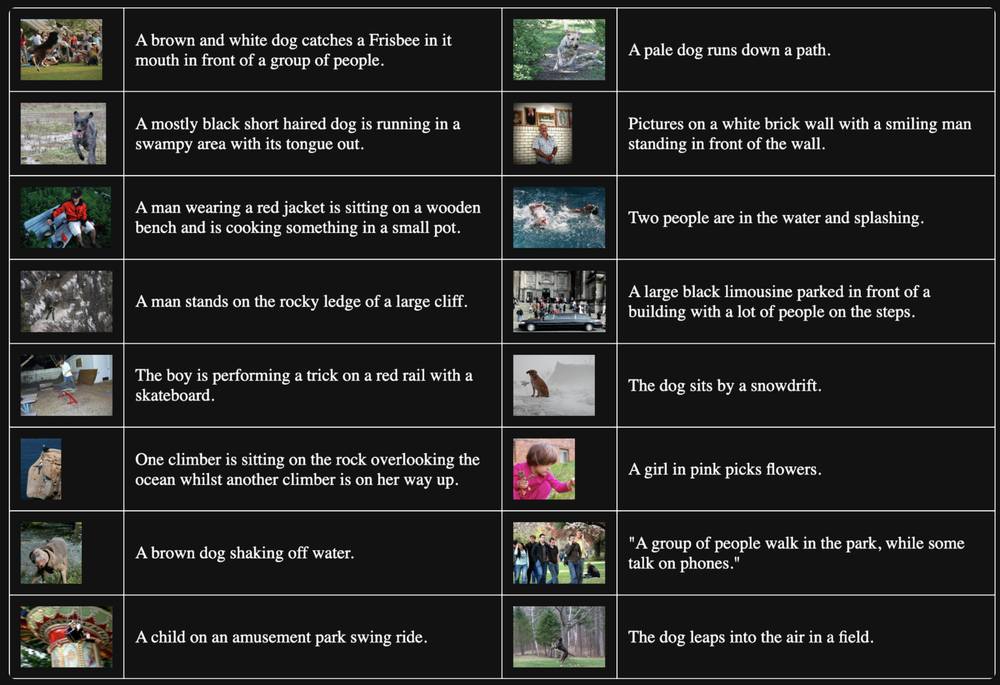 A brown and white dog catches a Frisbee in it
mouth in front of a group of people.
A pale dog runs down a path.
A mostly black short haired dog is running in a
swampy area with its tongue out.
Pictures on a white brick wall with a smiling man
standing in front of the wall.
A man wearing a red jacket is sitting on a wooden
bench and is cooking something in a small pot.
Two people are in the water and splashing.
A man stands on the rocky ledge of a large cliff.
A large black limousine parked in front of a
building with a lot of people on the steps.
The boy is performing a trick on a red rail with a
skateboard.
The dog sits by a snowdrift.
One climber is sitting on the rock overlooking the
ocean whilst another climber is on her way up.
A girl in pink picks flowers.
A brown dog shaking off water.
"A group of people walk in the park, while some
talk on phones."
A child on an amusement park swing ride.
The dog leaps into the air in a field.